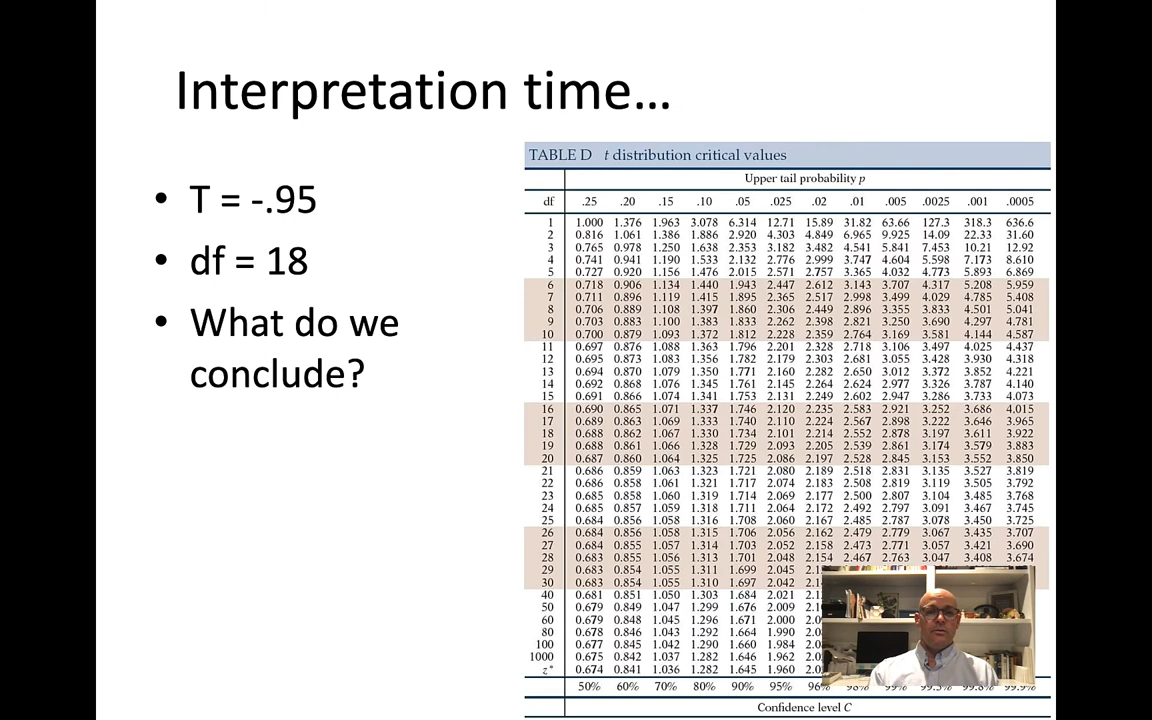 Interpretation time...
• T = -.95
• df = 18
• What do we
conclude?
TABLE D t distribution critical values
Upper tail probability p
df .25 .20 .15 .10 .05 .025 .02 .01 .005 .0025 .001 .0005
1 1.000 1.376 1.963 3.078 6.314 12.71 15.89 31.82 63.66 127.3 318.3 636.6
2 0.816 1.061 1.386 1.886 2.920 4.303 4.849 6.965 9.925 14.09 22.33 31.60
3 0.765 0.978 1.250 1.638 2.353 3.182 3.482 4.541 5.841 7.453 10.21 12.92
4 0.741 0.941 1.190 1.533 2.132 2.776 2.999 3.747 4.604 5.598 7.173 8.610
5 0.727 0.920 1.156 1.476 2.015 2.571 2.757 3.365 4.032 4.773 5.893 6.869
6 0.718 0.906 1.134 1.440 1.943 2.447 2.612 3.143 3.707 4.317 5.208 5.959
7 0.711 0.896 1.119 1.415 1.895 2.365 2.517 2.998 3.499 4.029 4.785 5.408
8 0.706 0.889 1.108 1.397 1.860 2.306 2.449 2.896 3.355 3.833 4.501 5.041
9 0.703 0.883 1.100 1.383 1.833 2.262 2.398 2.821 3.250 3.690 4.297 4.781
10 0.700 0.879 1.093 1.372 1.812 2.228 2.359 2.764 3.169 3.581 4.144 4.587
11 0.697 0.876 1.088 1.363 1.796 2.201 2.328 2.718 3.106 3.497 4.025 4.437
12 0.695 0.873 1.083 1.356 1.782 2.179 2.303 2.681 3.055 3.428 3.930 4.318
13 0.694 0.870 1.079 1.350 1.771 2.160 2.282 2.650 3.012 3.372 3.852 4.221
14 0.692 0.868 1.076 1.345 1.761 2.145 2.264 2.624 2.977 3.326 3.787 4.140
15 0.691 0.866 1.074 1.341 1.753 2.131 2.249 2.602 2.947 3.286 3.733 4.073
16 0.690 0.865 1.071 1.337 1.746 2.120 2.235 2.583 2.921 3.252 3.686 4.015
17 0.689 0.863 1.069 1.333 1.740 2.110 2.224 2.567 2.898 3.222 3.646 3.965
18 0.688 0.862 1.067 1.330 1.734 2.101 2.214 2.552 2.878 3.197 3.611 3.922
19 0.688 0.861 1.066 1.328 1.729 2.093 2.205 2.539 2.861 3.174 3.579 3.883
20 0.687 0.860 1.064 1.325 1.725 2.086 2.197 2.528 2.845 3.153 3.552 3.850
21 0.686 0.859 1.063 1.323 1.721 2.080 2.189 2.518 2.831 3.135 3.527 3.819
22 0.686 0.858 1.061 1.321 1.717 2.074 2.183 2.508 2.819 3.119 3.505 3.792
23 0.685 0.858 1.060 1.319 1.714 2.069 2.177 2.500 2.807 3.104 3.485 3.768
24 0.685 0.857 1.059 1.318 1.711 2.064 2.172 2.492 2.797 3.091 3.467 3.745
25 0.684 0.856 1.058 1.316 1.708 2.060 2.167 2.485 2.787 3.078 3.450 3.725
26 0.684 0.856 1.058 1.315 1.706 2.056 2.162 2.479 2.779 3.067 3.435 3.707
27 0.684 0.855 1.057 1.314 1.703 2.052 2.158 2.473 2.771 3.057 3.421 3.690
28 0.683 0.855 1.056 1.313 1.701 2.048 2.154 2.467 2.763 3.047 3.408 3.674
29 0.683 0.854 1.055 1.311 1.699 2.045
30 0.683 0.854 1.055 1.310 1.697 2.042
40 0.681 0.851 1.050 1.303 1.684 2.021
50 0.679 0.849 1.047 1.299 1.676 2.009
60 0.679 0.848 1.045 1.296 1.671 2.000
80 0.678 0.846 1.043 1.292 1.664 1.990
100 0.677 0.845 1.042 1.290 1.660 1.984
1000 0.675 0.842 1.037 1.282 1.646 1.962
z* 0.674 0.841 1.036 1.282 1.645 1.960
50% 60% 70% 80% 90% 95% 96%
Confidence level C